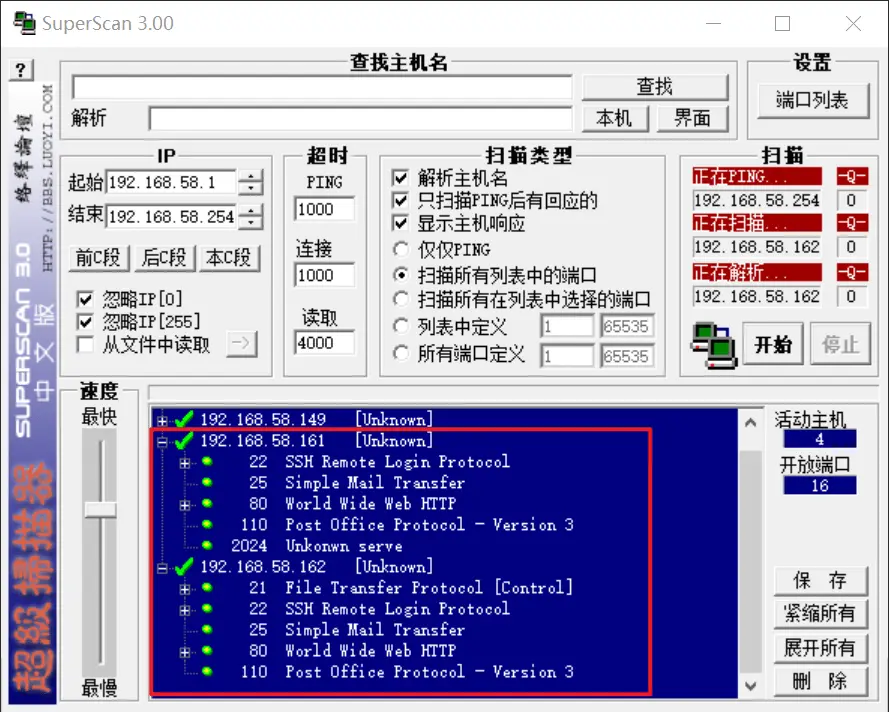 SuperScan 3.00
?
查找主机名
查找
解析
本机
界面
设置
端口列表
络绎論壇
HTTP://BBS.LUOYI.COM
SUPERSCAN 3.0
中文版
超級掃描器
IP
起始 192.168.58.1
结束 192.168.58.254
前C段 后C段 本C段
忽略IP[0]
忽略IP[255]
从文件中读取 ->
超时
PING
1000
连接
1000
读取
4000
扫描类型
解析主机名
只扫描PING后有回应的
显示主机响应
仅仅PING
扫描所有列表中的端口
扫描所有在列表中选择的端口
列表中定义 1 65535
所有端口定义 1 65535
扫描
正在PING... -Q-
192.168.58.254 0
正在扫描... -Q-
192.168.58.162 0
正在解析... -Q-
192.168.58.162 0
开始 停止
速度
最快
最慢
192.168.58.149 [Unknown]
192.168.58.161 [Unknown]
22 SSH Remote Login Protocol
25 Simple Mail Transfer
80 World Wide Web HTTP
110 Post Office Protocol - Version 3
2024 Unkonwn serve
192.168.58.162 [Unknown]
21 File Transfer Protocol [Control]
22 SSH Remote Login Protocol
25 Simple Mail Transfer
80 World Wide Web HTTP
110 Post Office Protocol - Version 3
活动主机
4
开放端口
16
保 存
紧缩所有
展开所有
删 除